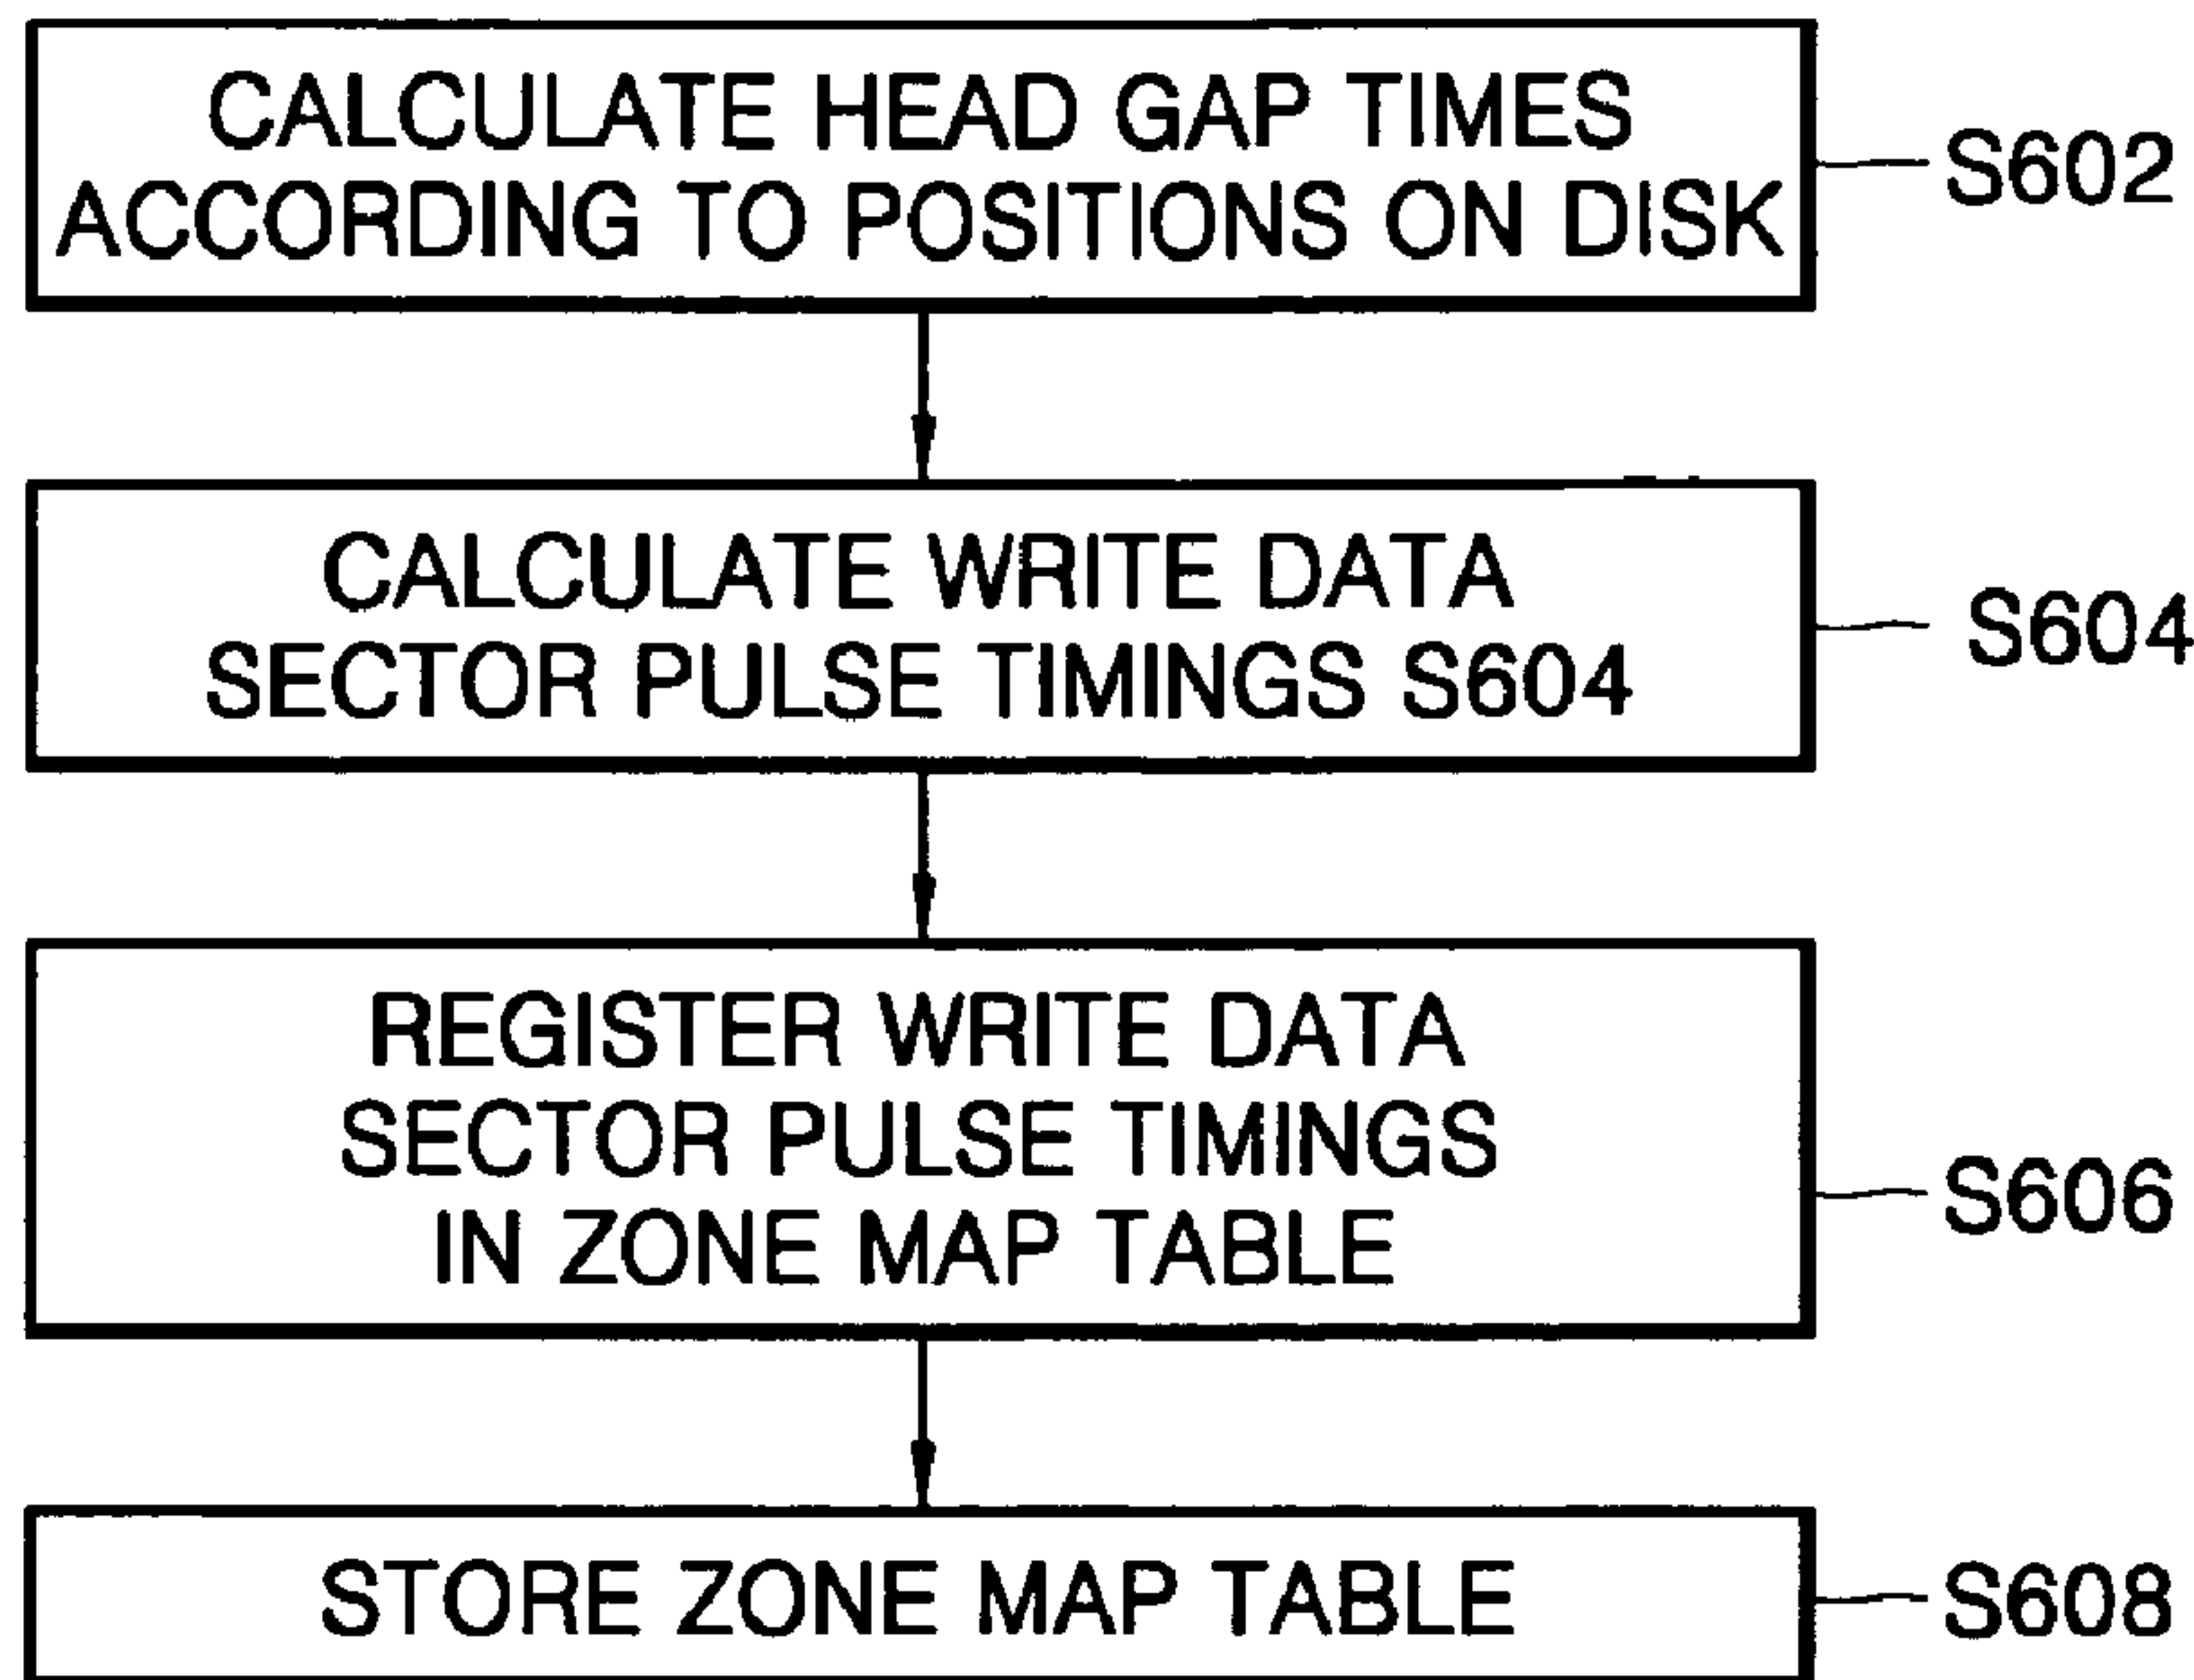 CALCULATE HEAD GAP TIMES
ACCORDING TO POSITIONS ON DISK
S602
CALCULATE WRITE DATA
SECTOR PULSE TIMINGS S604
S604
REGISTER WRITE DATA
SECTOR PULSE TIMINGS
IN ZONE MAP TABLE
S606
STORE ZONE MAP TABLE
S608